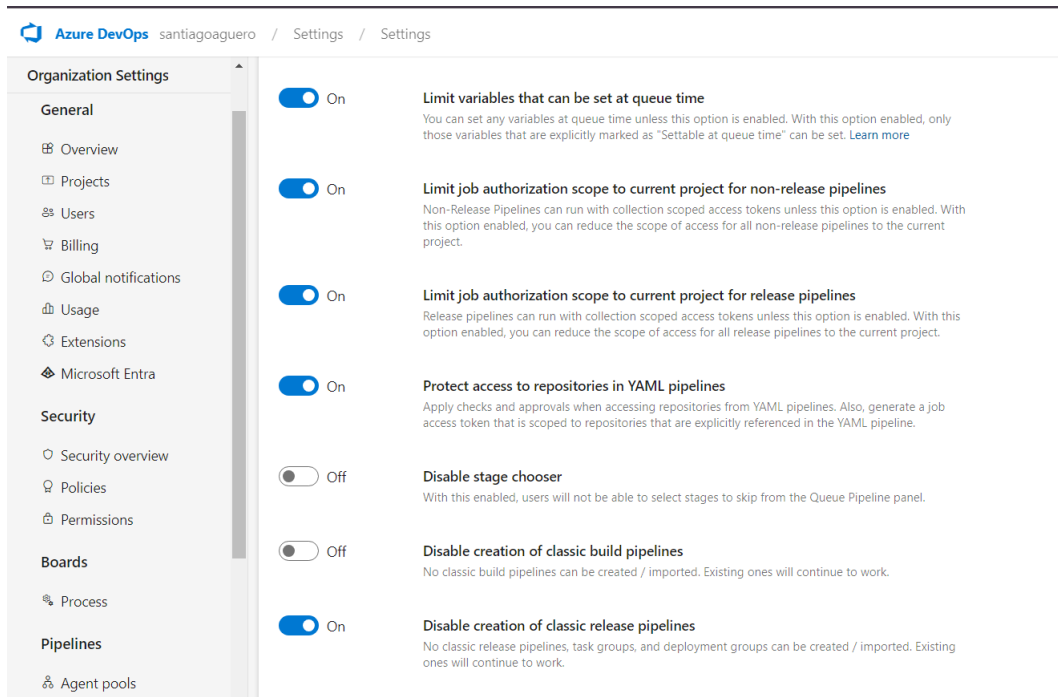 Azure DevOps santiagoaguero / Settings / Settings
Organization Settings
General
Overview
Projects
Users
Billing
Global notifications
Usage
Extensions
Microsoft Entra
Security
Security overview
Policies
Permissions
Boards
Process
Pipelines
Agent pools
On
Limit variables that can be set at queue time
You can set any variables at queue time unless this option is enabled. With this option enabled, only
those variables that are explicitly marked as "Settable at queue time" can be set. Learn more
On
Limit job authorization scope to current project for non-release pipelines
Non-Release Pipelines can run with collection scoped access tokens unless this option is enabled. With
this option enabled, you can reduce the scope of access for all non-release pipelines to the current
project.
On
Limit job authorization scope to current project for release pipelines
Release pipelines can run with collection scoped access tokens unless this option is enabled. With this
option enabled, you can reduce the scope of access for all release pipelines to the current project.
On
Protect access to repositories in YAML pipelines
Apply checks and approvals when accessing repositories from YAML pipelines. Also, generate a job
access token that is scoped to repositories that are explicitly referenced in the YAML pipeline.
Off
Disable stage chooser
With this enabled, users will not be able to select stages to skip from the Queue Pipeline panel.
Off
Disable creation of classic build pipelines
No classic build pipelines can be created / imported. Existing ones will continue to work.
On
Disable creation of classic release pipelines
No classic release pipelines, task groups, and deployment groups can be created / imported. Existing
ones will continue to work.